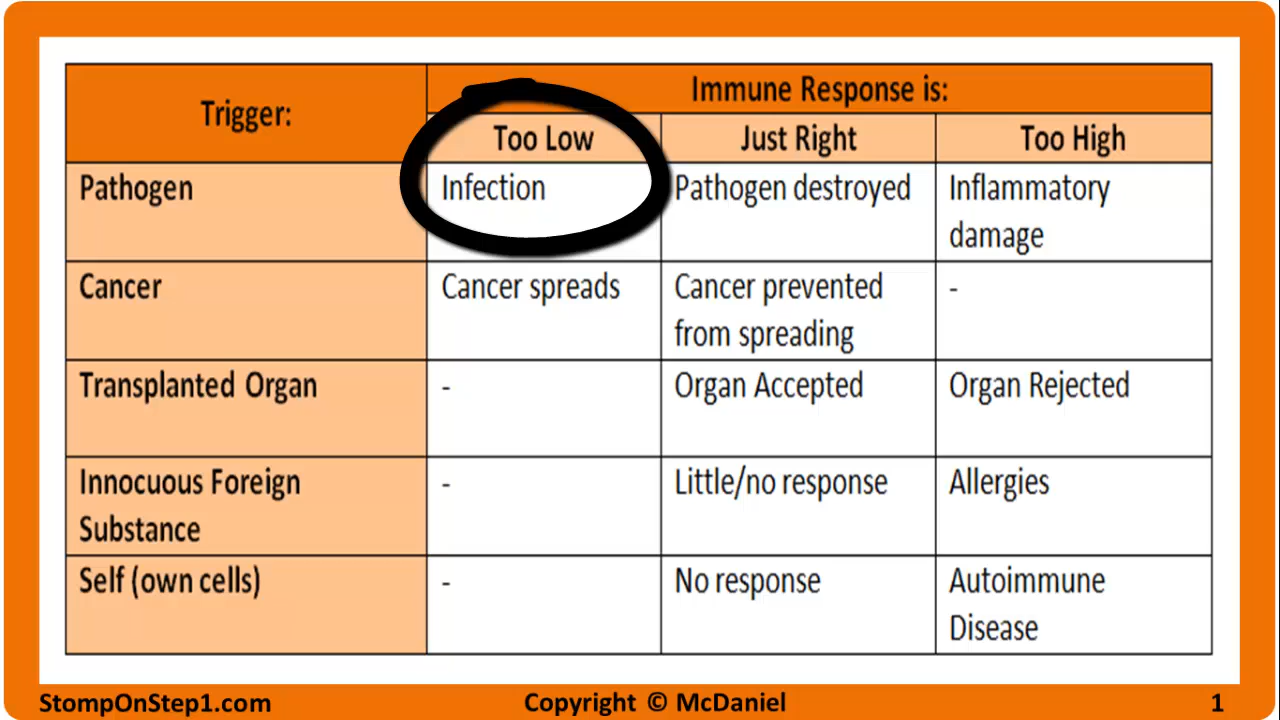 Trigger:
Immune Response is:
Too Low
Just Right
Too High
Pathogen
Infection
Pathogen destroyed
Inflammatory
damage
Cancer
Cancer spreads
Cancer prevented
from spreading
-
Transplanted Organ
-
Organ Accepted
Organ Rejected
Innocuous Foreign
Substance
-
Little/no response
Allergies
Self (own cells)
-
No response
Autoimmune
Disease
StompOnStep1.com
Copyright © McDaniel
1